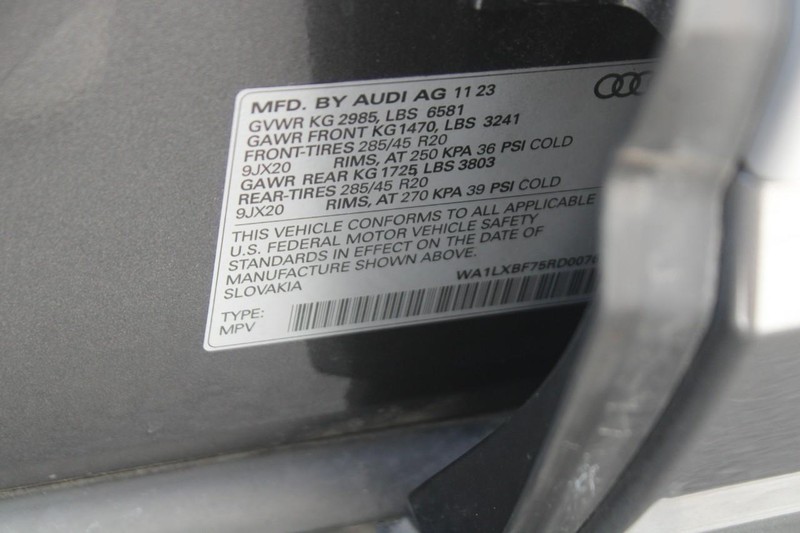 MFD. BY AUDI AG 11 23
GVWR KG 2985, LBS 6581
GAWR FRONT KG1470, LBS 3241
FRONT-TIRES 285/45 R20
9JX20 RIMS, AT 250 KPA 36 PSI COLD
GAWR REAR KG 1725, LBS 3803
REAR-TIRES 285/45 R20
9JX20 RIMS, AT 270 KPA 39 PSI COLD
THIS VEHICLE CONFORMS TO ALL APPLICABLE
U.S. FEDERAL MOTOR VEHICLE SAFETY
STANDARDS IN EFFECT ON THE DATE OF
MANUFACTURE SHOWN ABOVE.
SLOVAKIA WA1LXBF75RD0070
TYPE:
MPV